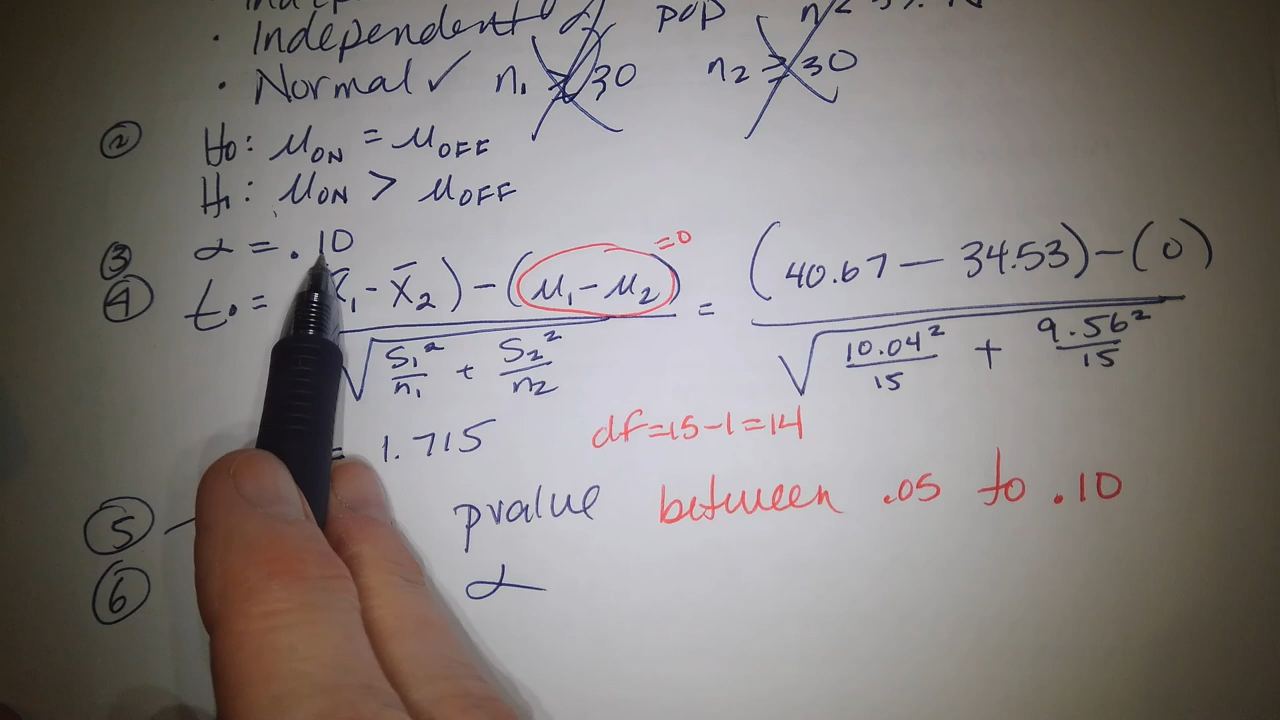 · Independent of pop
· Normal ✓ n₁ ≥ 30 n₂ ≥ 30
② H₀: μON = μOFF
H₁: μON > μOFF
③ α = .10
④ t₀ = x̄₁ - x̄₂) - (μ₁ - μ₂) =0 = (40.67 - 34.53) - (0)
√ S₁²/n₁ + S₂²/n₂ √ 10.04²/15 + 9.56²/15
= 1.715 df=15-1=14
⑤ pvalue between .05 to .10
⑥ α